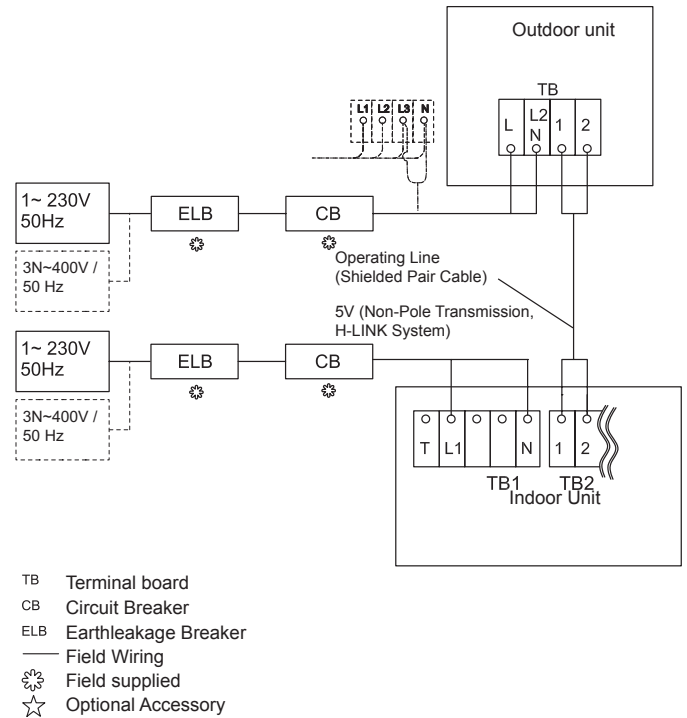 Outdoor unit
TB
L1 L2 L3 N
L L2 N 1 2
1~ 230V
50Hz
ELB
CB
3N~400V /
50 Hz
Operating Line
(Shielded Pair Cable)
5V (Non-Pole Transmission,
H-LINK System)
1~ 230V
50Hz
ELB
CB
3N~400V /
50 Hz
T L1 N 1 2
TB1 TB2
Indoor Unit
TB Terminal board
CB Circuit Breaker
ELB Earthleakage Breaker
Field Wiring
Field supplied
Optional Accessory